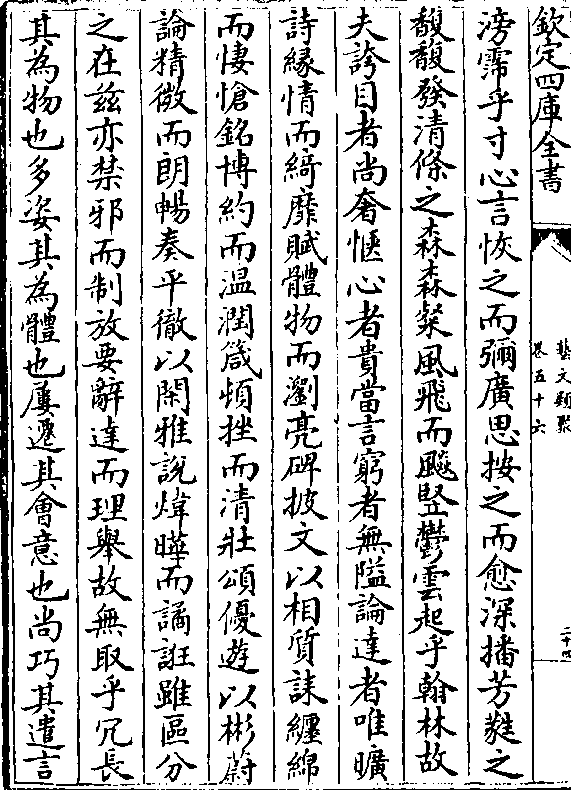 欽定四庫全書
藝文類聚
卷五十六
二十四
滂霈乎寸心言恢之而彌廣思按之而愈深播芳蕤之
馥馥發清條之森森粲風飛而飈竪鬱雲起乎翰林故
夫誇目者尚奢愜心者貴當言窮者無隘論達者唯曠
詩緣情而綺靡賦體物而瀏亮碑披文以相質誄纒綿
而悽愴銘博約而温潤箴頓挫而清壯頌優遊以彬蔚
論精微而朗暢奏平徹以閑雅說煒曄而譎誑雖區分
之在兹亦禁邪而制放要辭達而理舉故無取乎冗長
其為物也多姿其為體也屢遷其會意也尚巧其遣言